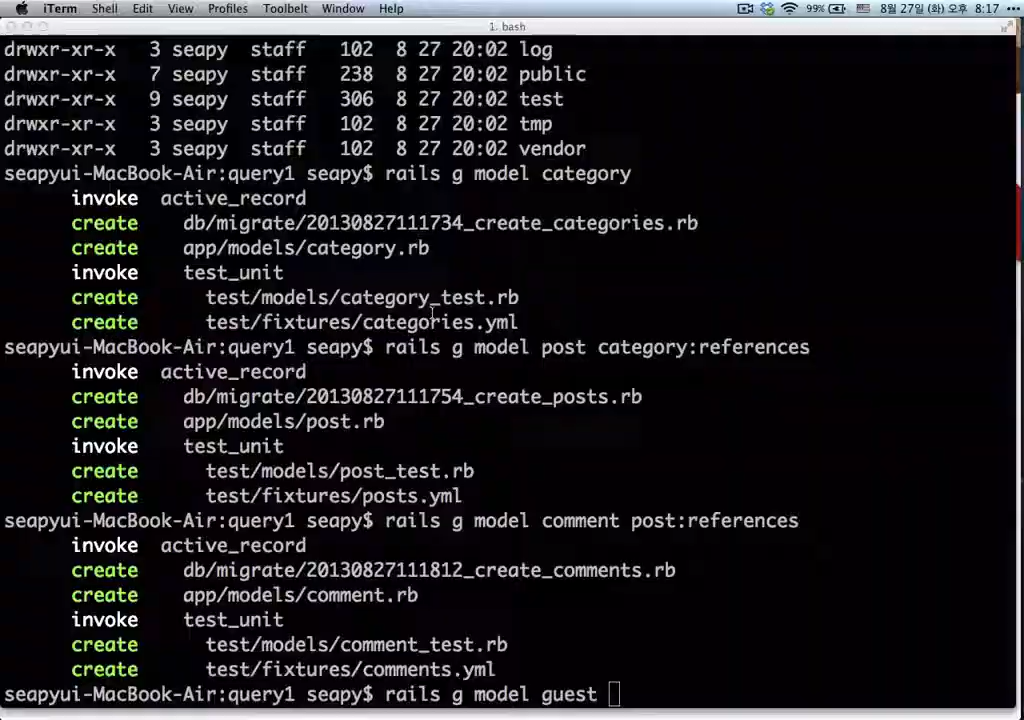 iTerm Shell Edit View Profiles Toolbelt Window Help 99% 8월 27일 (화) 오후 8:17
1. bash
drwxr-xr-x 3 seapy staff 102 8 27 20:02 log
drwxr-xr-x 7 seapy staff 238 8 27 20:02 public
drwxr-xr-x 9 seapy staff 306 8 27 20:02 test
drwxr-xr-x 3 seapy staff 102 8 27 20:02 tmp
drwxr-xr-x 3 seapy staff 102 8 27 20:02 vendor
seapyui-MacBook-Air:query1 seapy$ rails g model category
invoke active_record
create db/migrate/20130827111734_create_categories.rb
create app/models/category.rb
invoke test_unit
create test/models/category_test.rb
create test/fixtures/categories.yml
seapyui-MacBook-Air:query1 seapy$ rails g model post category:references
invoke active_record
create db/migrate/20130827111754_create_posts.rb
create app/models/post.rb
invoke test_unit
create test/models/post_test.rb
create test/fixtures/posts.yml
seapyui-MacBook-Air:query1 seapy$ rails g model comment post:references
invoke active_record
create db/migrate/20130827111812_create_comments.rb
create app/models/comment.rb
invoke test_unit
create test/models/comment_test.rb
create test/fixtures/comments.yml
seapyui-MacBook-Air:query1 seapy$ rails g model guest